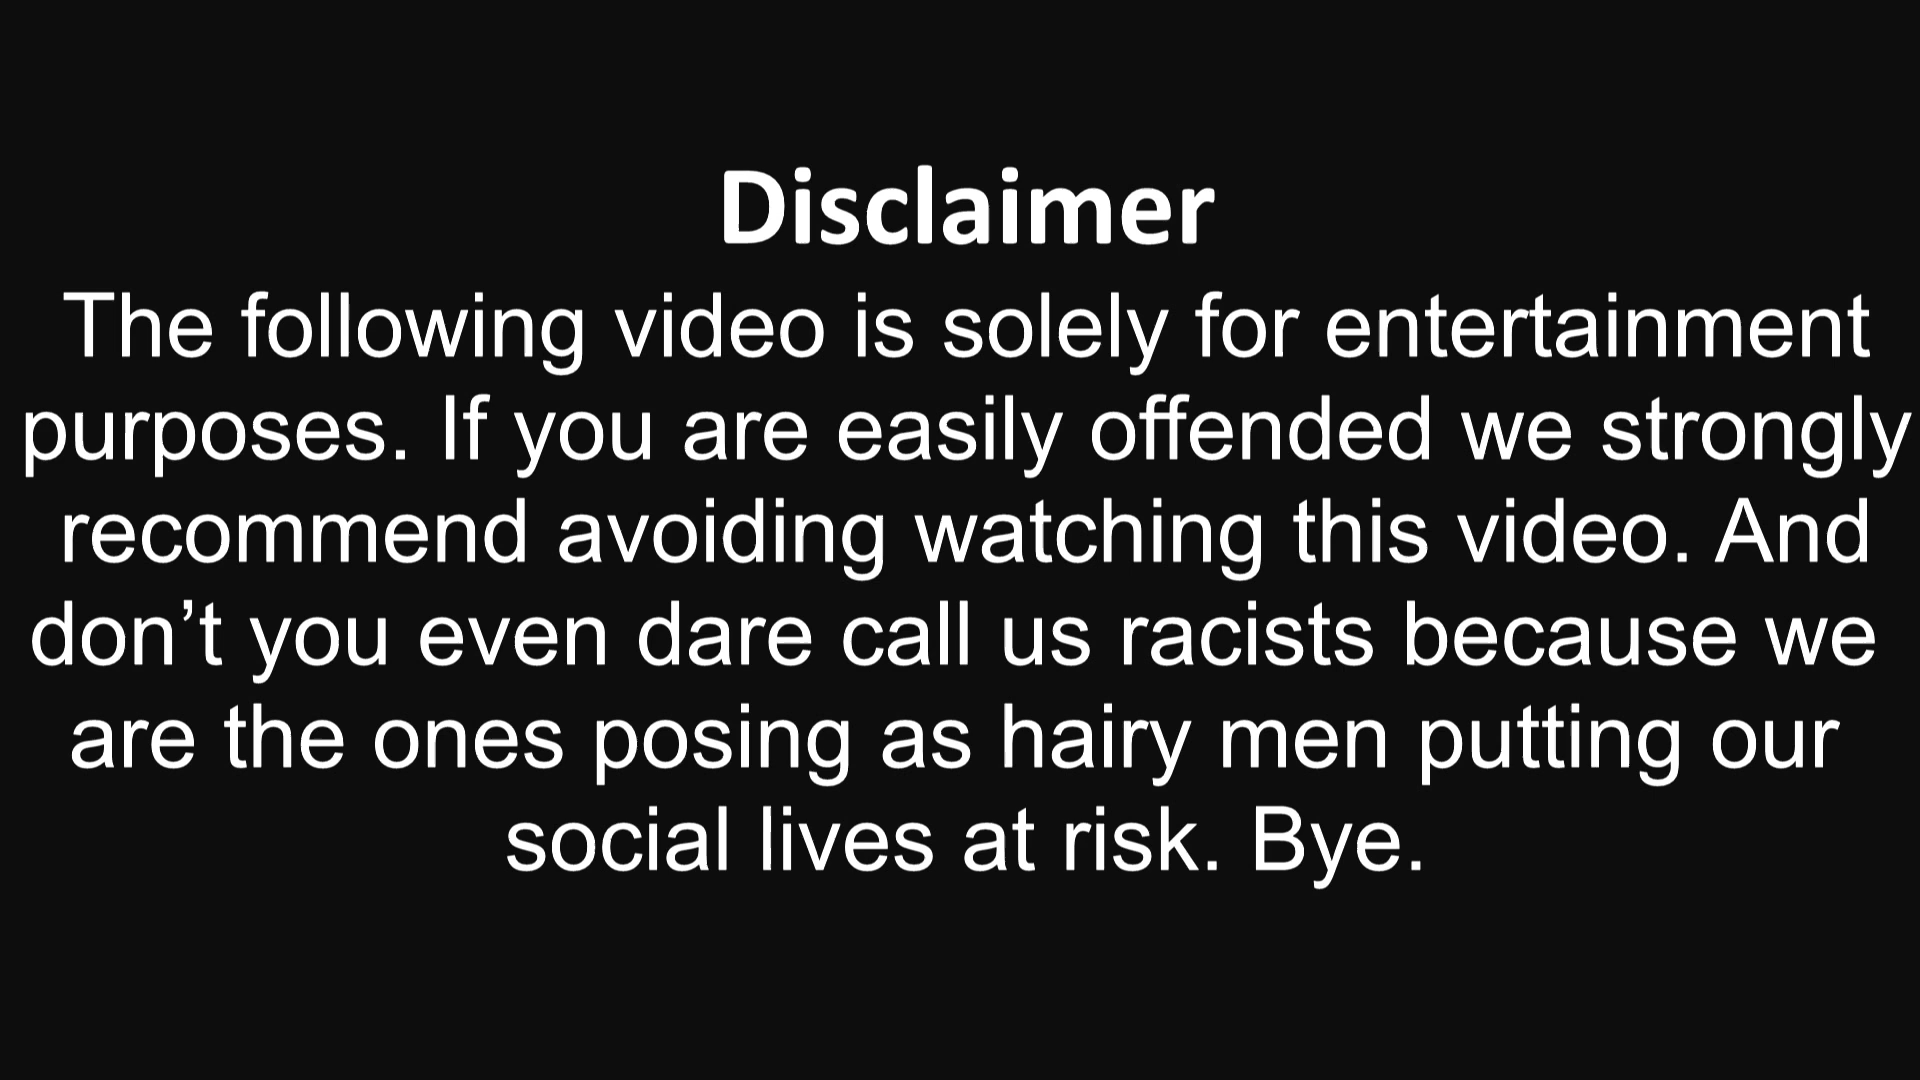 Disclaimer
The following video is solely for entertainment
purposes. If you are easily offended we strongly
recommend avoiding watching this video. And
don’t you even dare call us racists because we
are the ones posing as hairy men putting our
social lives at risk. Bye.